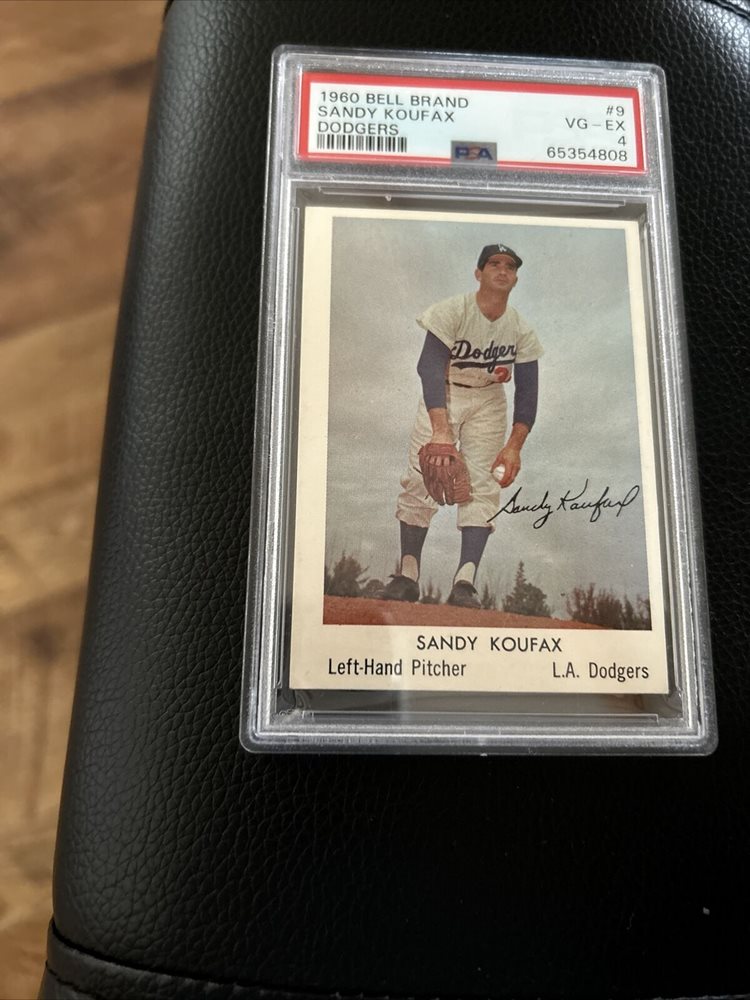 1960 BELL BRAND #9
SANDY KOUFAX VG-EX
DODGERS 4
PSA 65354808
LA
Dodgers
Sandy Koufax
SANDY KOUFAX
Left-Hand Pitcher L.A. Dodgers